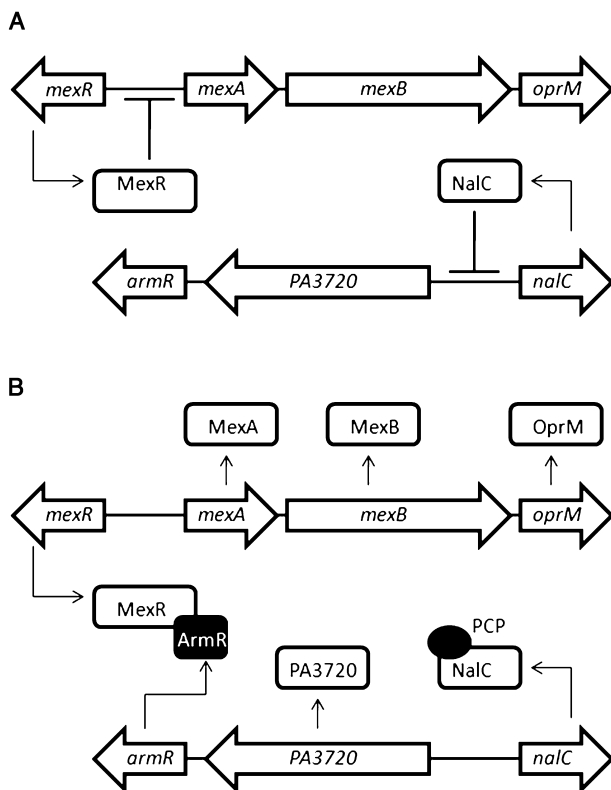 A
mexR mexA mexB oprM
MexR NalC
armR PA3720 nalC
B
MexA MexB OprM
mexR mexA mexB oprM
MexR
ArmR
PCP
PA3720 NalC
armR PA3720 nalC